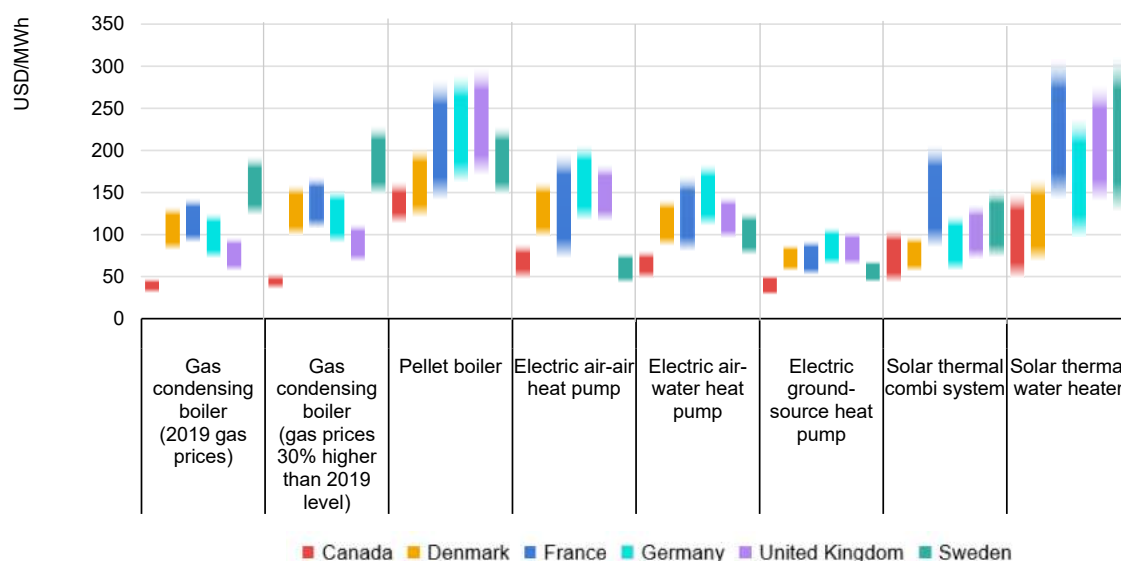 USD/MWh
350
300
250
200
150
100
50
0
Gas
condensing
boiler
(2019 gas
prices)
Gas
condensing
boiler
(gas prices
30% higher
than 2019
level)
Pellet boiler
Electric air-air
heat pump
Electric air-
water heat
pump
Electric
ground-
source heat
pump
Solar thermal
combi system
Solar therma
water heater
Canada Denmark France Germany United Kingdom Sweden